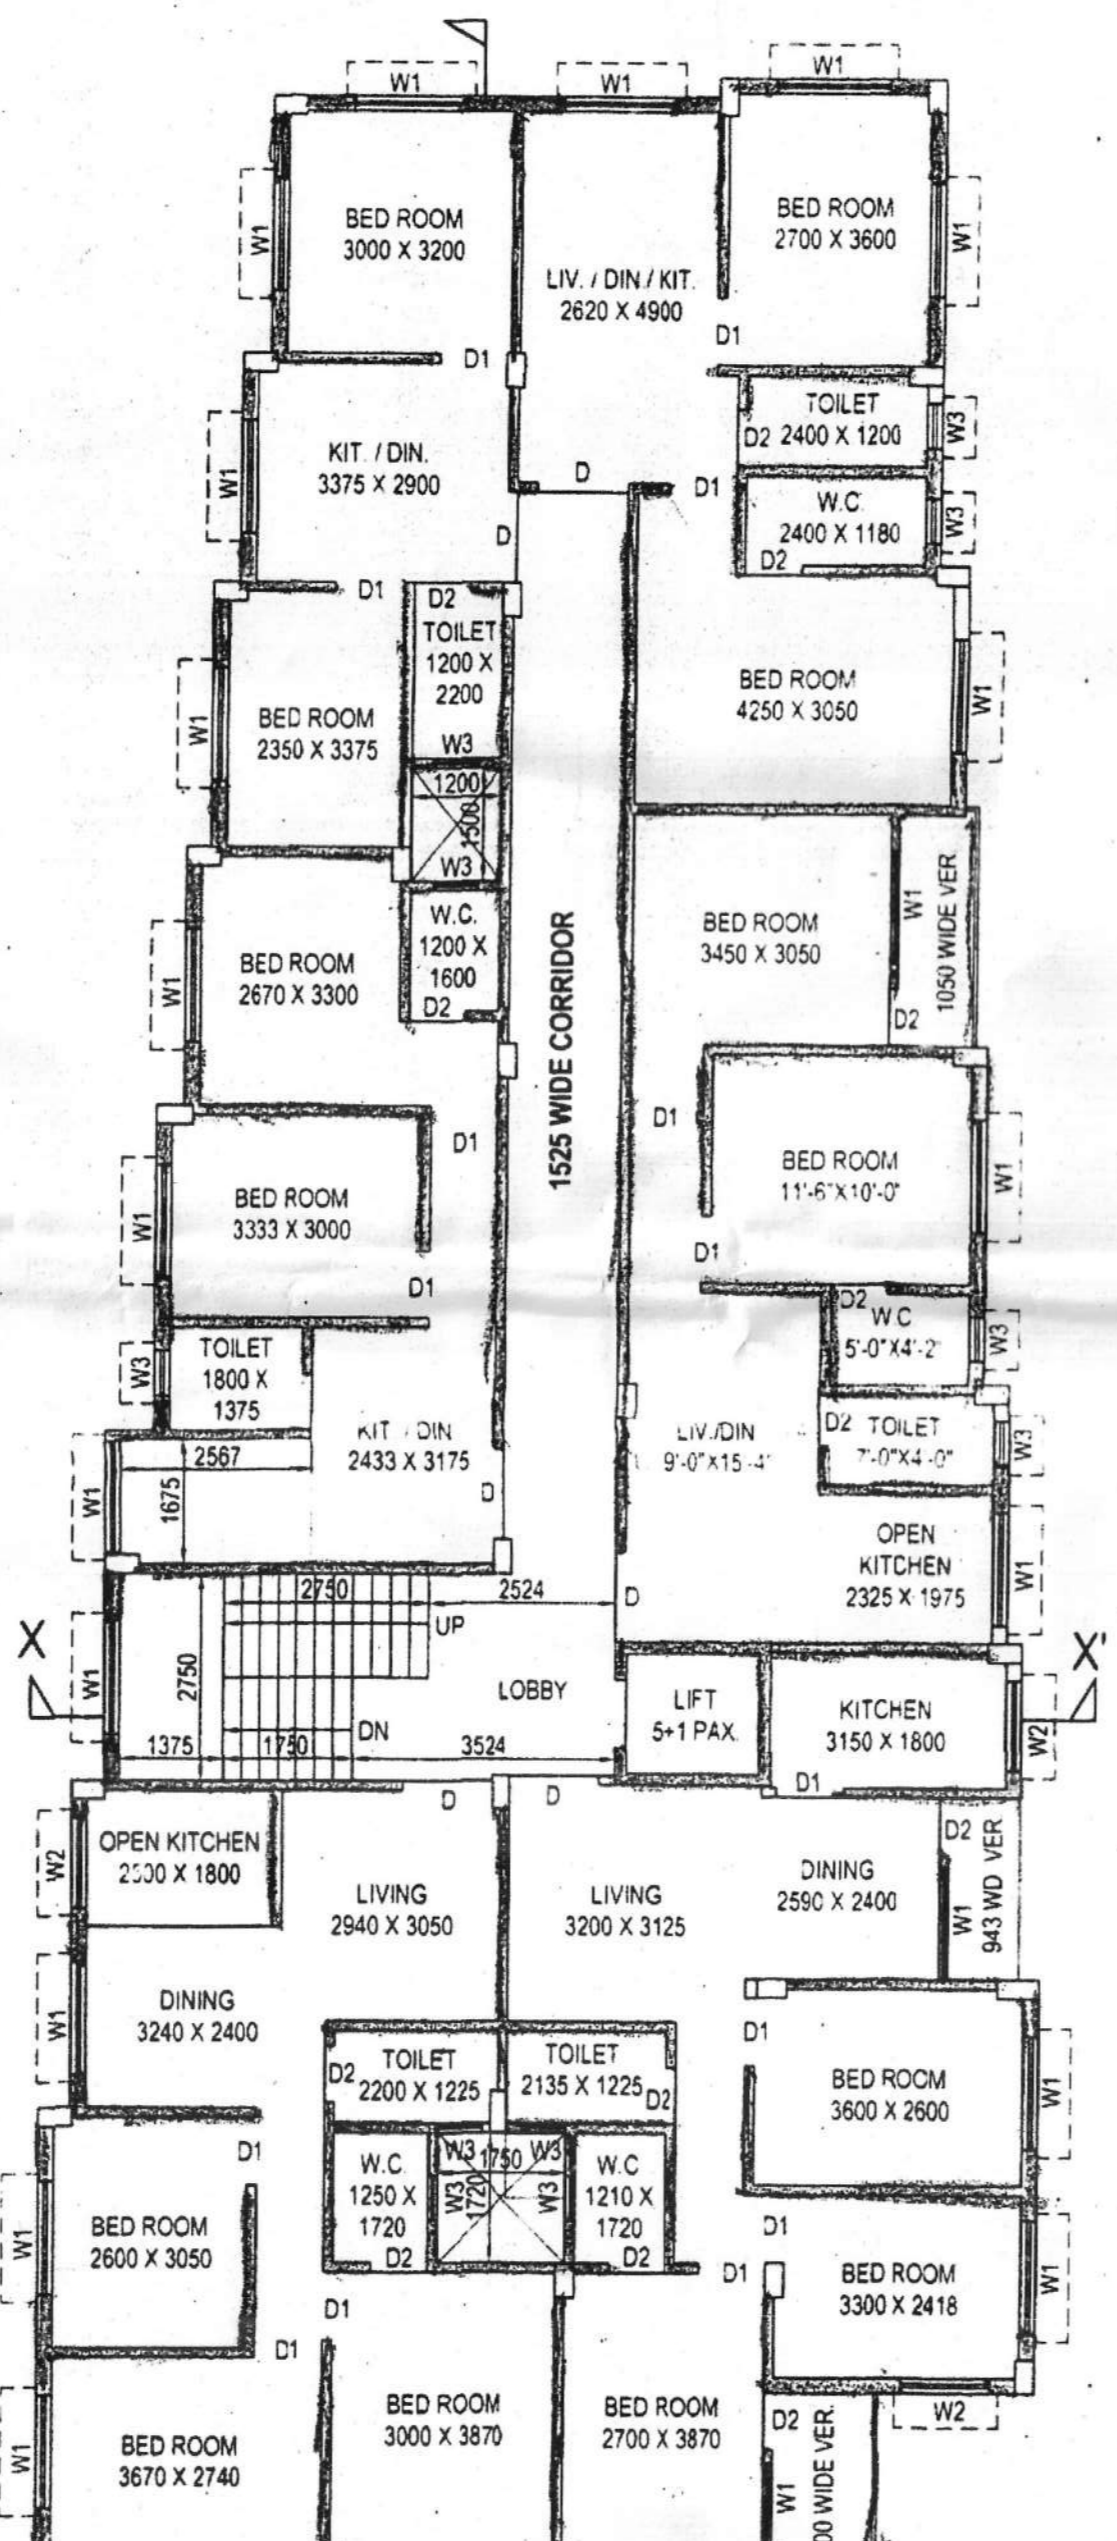 W1
W1
W1
BED ROOM
3000 X 3200
BED ROOM
2700 X 3600
W1
W1
LIV. / DIN./ KIT.
2620 X 4900
D1
D1
TOILET
2400 X 1200
D2
W3
KIT. / DIN.
3375 X 2900
W1
D
D1
W.C.
2400 X 1180
W3
D
D2
D1
D2
TOILET
1200 X
2200
W3
BED ROOM
4250 X 3050
W1
BED ROOM
2350 X 3375
W1
1200
1500
W3
W.C.
1200 X
1600
D2
BED ROOM
3450 X 3050
W1
1050 WIDE VER
D2
BED ROOM
2670 X 3300
W1
1525 WIDE CORRIDOR
D1
D1
BED ROOM
11'-6"X10'-0"
W1
BED ROOM
3333 X 3000
W1
D1
D1
D2
W.C
5'-0"X4'-2"
W3
TOILET
1800 X
1375
W3
KIT. / DIN
2433 X 3175
D
LIV./DIN
9'-0"X15'-4"
D2
TOILET
7'-0"X4'-0"
W3
2567
1675
W1
OPEN
KITCHEN
2325 X 1975
W1
2750
2524
D
UP
X
W1
2750
LOBBY
LIFT
5+1 PAX.
KITCHEN
3150 X 1800
W2
X'
1375
1750
DN
3524
D1
D
D
OPEN KITCHEN
X 1800
W2
LIVING
2940 X 3050
LIVING
3200 X 3125
DINING
2590 X 2400
D2
W1
943 WD VER
DINING
3240 X 2400
W1
D1
TOILET
2200 X 1225
D2
TOILET
2135 X 1225
D2
BED ROOM
3600 X 2600
W1
D1
W.C
1250 X
1720
D2
W3
W3
1750
W3
1720
W3
W.C
1210 X
1720
D2
BED ROOM
2600 X 3050
W1
D1
D1
BED ROOM
3300 X 2418
W1
D1
D1
W2
BED ROOM
3000 X 3870
BED ROOM
2700 X 3870
D2
W1
00 WIDE VER.
BED ROOM
3670 X 2740
W1